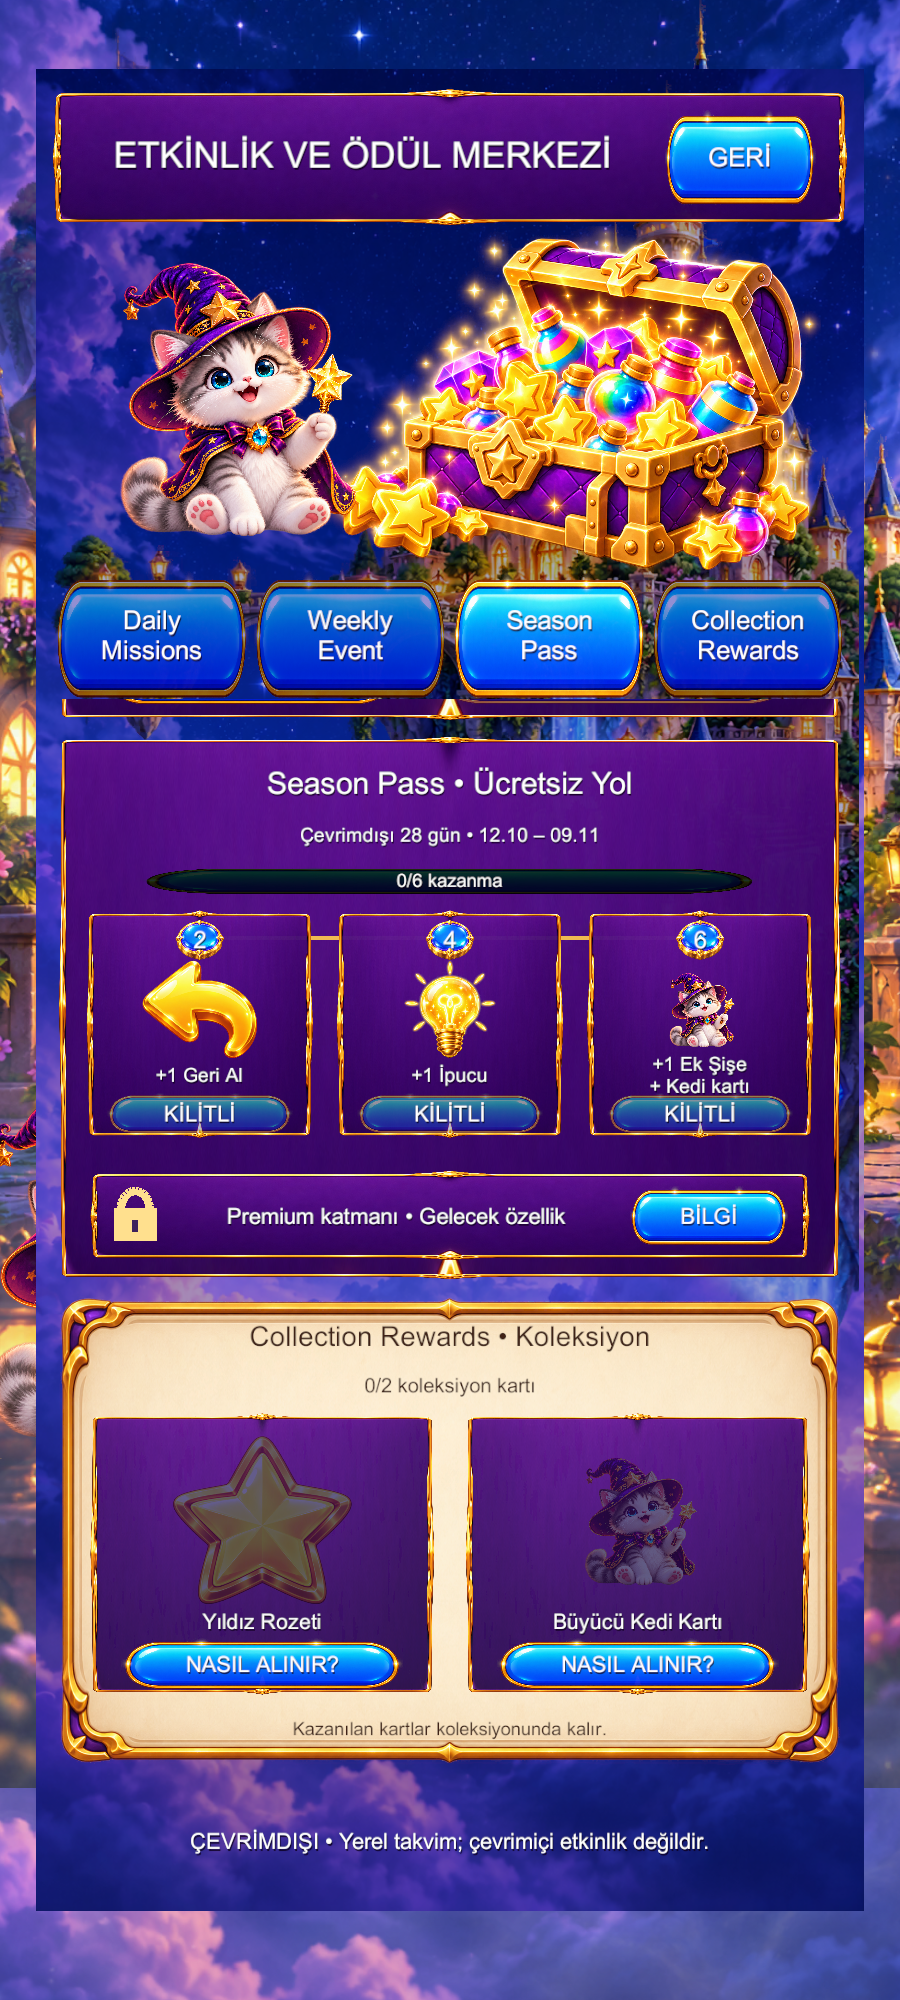 ETKİNLİK VE ÖDÜL MERKEZİ
GERİ
Daily
Missions
Weekly
Event
Season
Pass
Collection
Rewards
Season Pass • Ücretsiz Yol
Çevrimdışı 28 gün • 12.10 – 09.11
0/6 kazanma
2
4
6
+1 Geri Al
+1 İpucu
+1 Ek Şişe
+ Kedi kartı
KİLİTLİ
KİLİTLİ
KİLİTLİ
Premium katmanı • Gelecek özellik
BİLGİ
Collection Rewards • Koleksiyon
0/2 koleksiyon kartı
Yıldız Rozeti
Büyücü Kedi Kartı
NASIL ALINIR?
NASIL ALINIR?
Kazanılan kartlar koleksiyonunda kalır.
ÇEVRİMDIŞI • Yerel takvim; çevrimiçi etkinlik değildir.